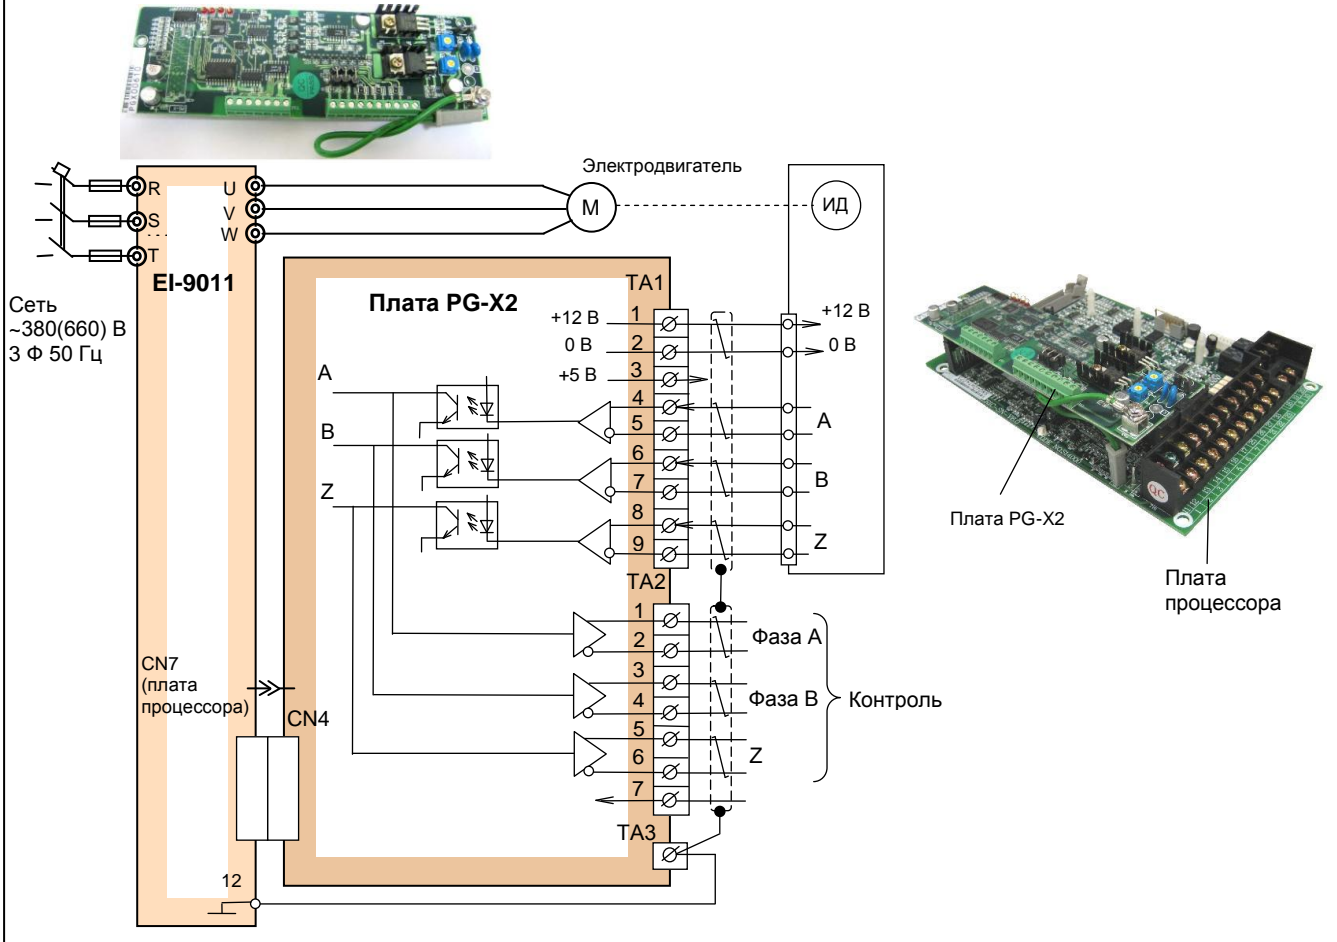 Электродвигатель
R
S
T
U
V
W
M
ИД
EI-9011
Сеть
~380(660) В
3 Ф 50 Гц
Плата PG-X2
TA1
+12 В
1
0 В
2
+5 В
3
4
5
6
7
8
9
+12 В
0 В
A
B
Z
A
B
Z
TA2
1
2
3
4
5
6
7
Фаза A
Фаза B
Z
Контроль
TA3
CN7
(плата
процессора)
CN4
12
Плата PG-X2
Плата
процессора
QC